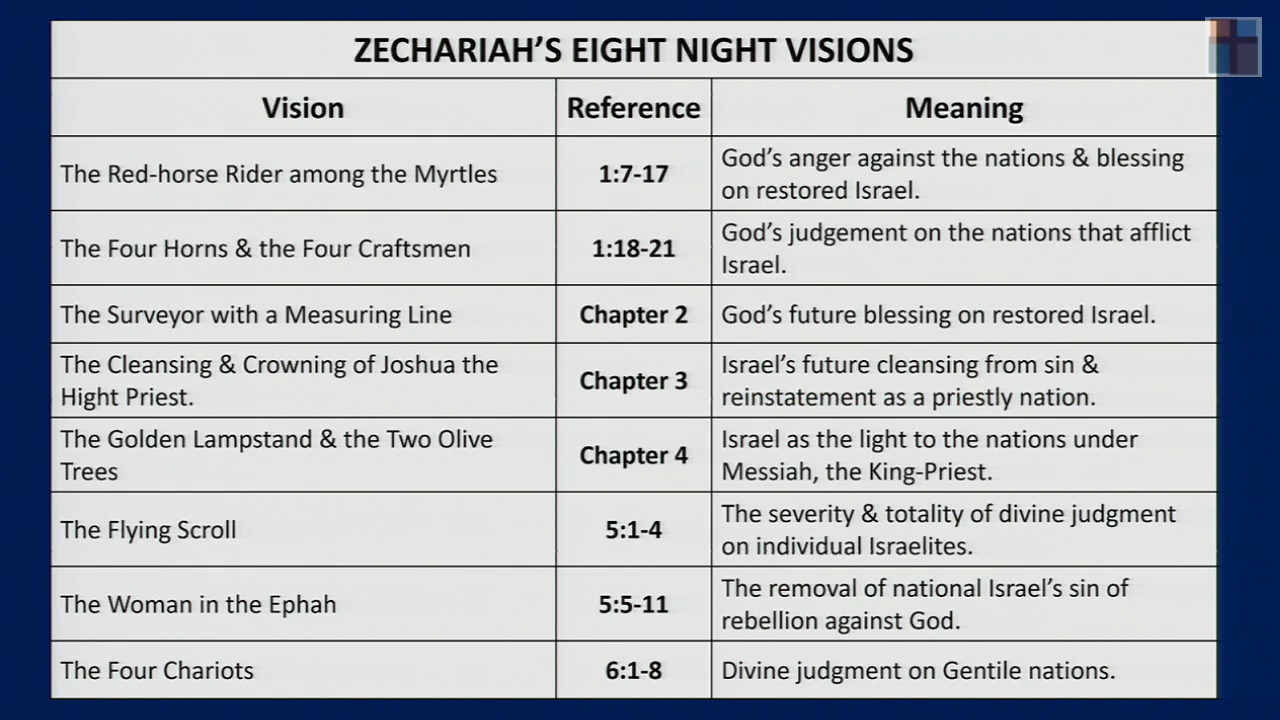 ZECHARIAH’S EIGHT NIGHT VISIONS
Vision Reference Meaning
The Red-horse Rider among the Myrtles 1:7-17 God’s anger against the nations & blessing
on restored Israel.
The Four Horns & the Four Craftsmen 1:18-21 God’s judgement on the nations that afflict
Israel.
The Surveyor with a Measuring Line Chapter 2 God’s future blessing on restored Israel.
The Cleansing & Crowning of Joshua the
Hight Priest.
Chapter 3
Israel’s future cleansing from sin &
reinstatement as a priestly nation.
The Golden Lampstand & the Two Olive
Trees
Chapter 4
Israel as the light to the nations under
Messiah, the King-Priest.
The Flying Scroll 5:1-4 The severity & totality of divine judgment
on individual Israelites.
The Woman in the Ephah 5:5-11 The removal of national Israel’s sin of
rebellion against God.
The Four Chariots 6:1-8 Divine judgment on Gentile nations.